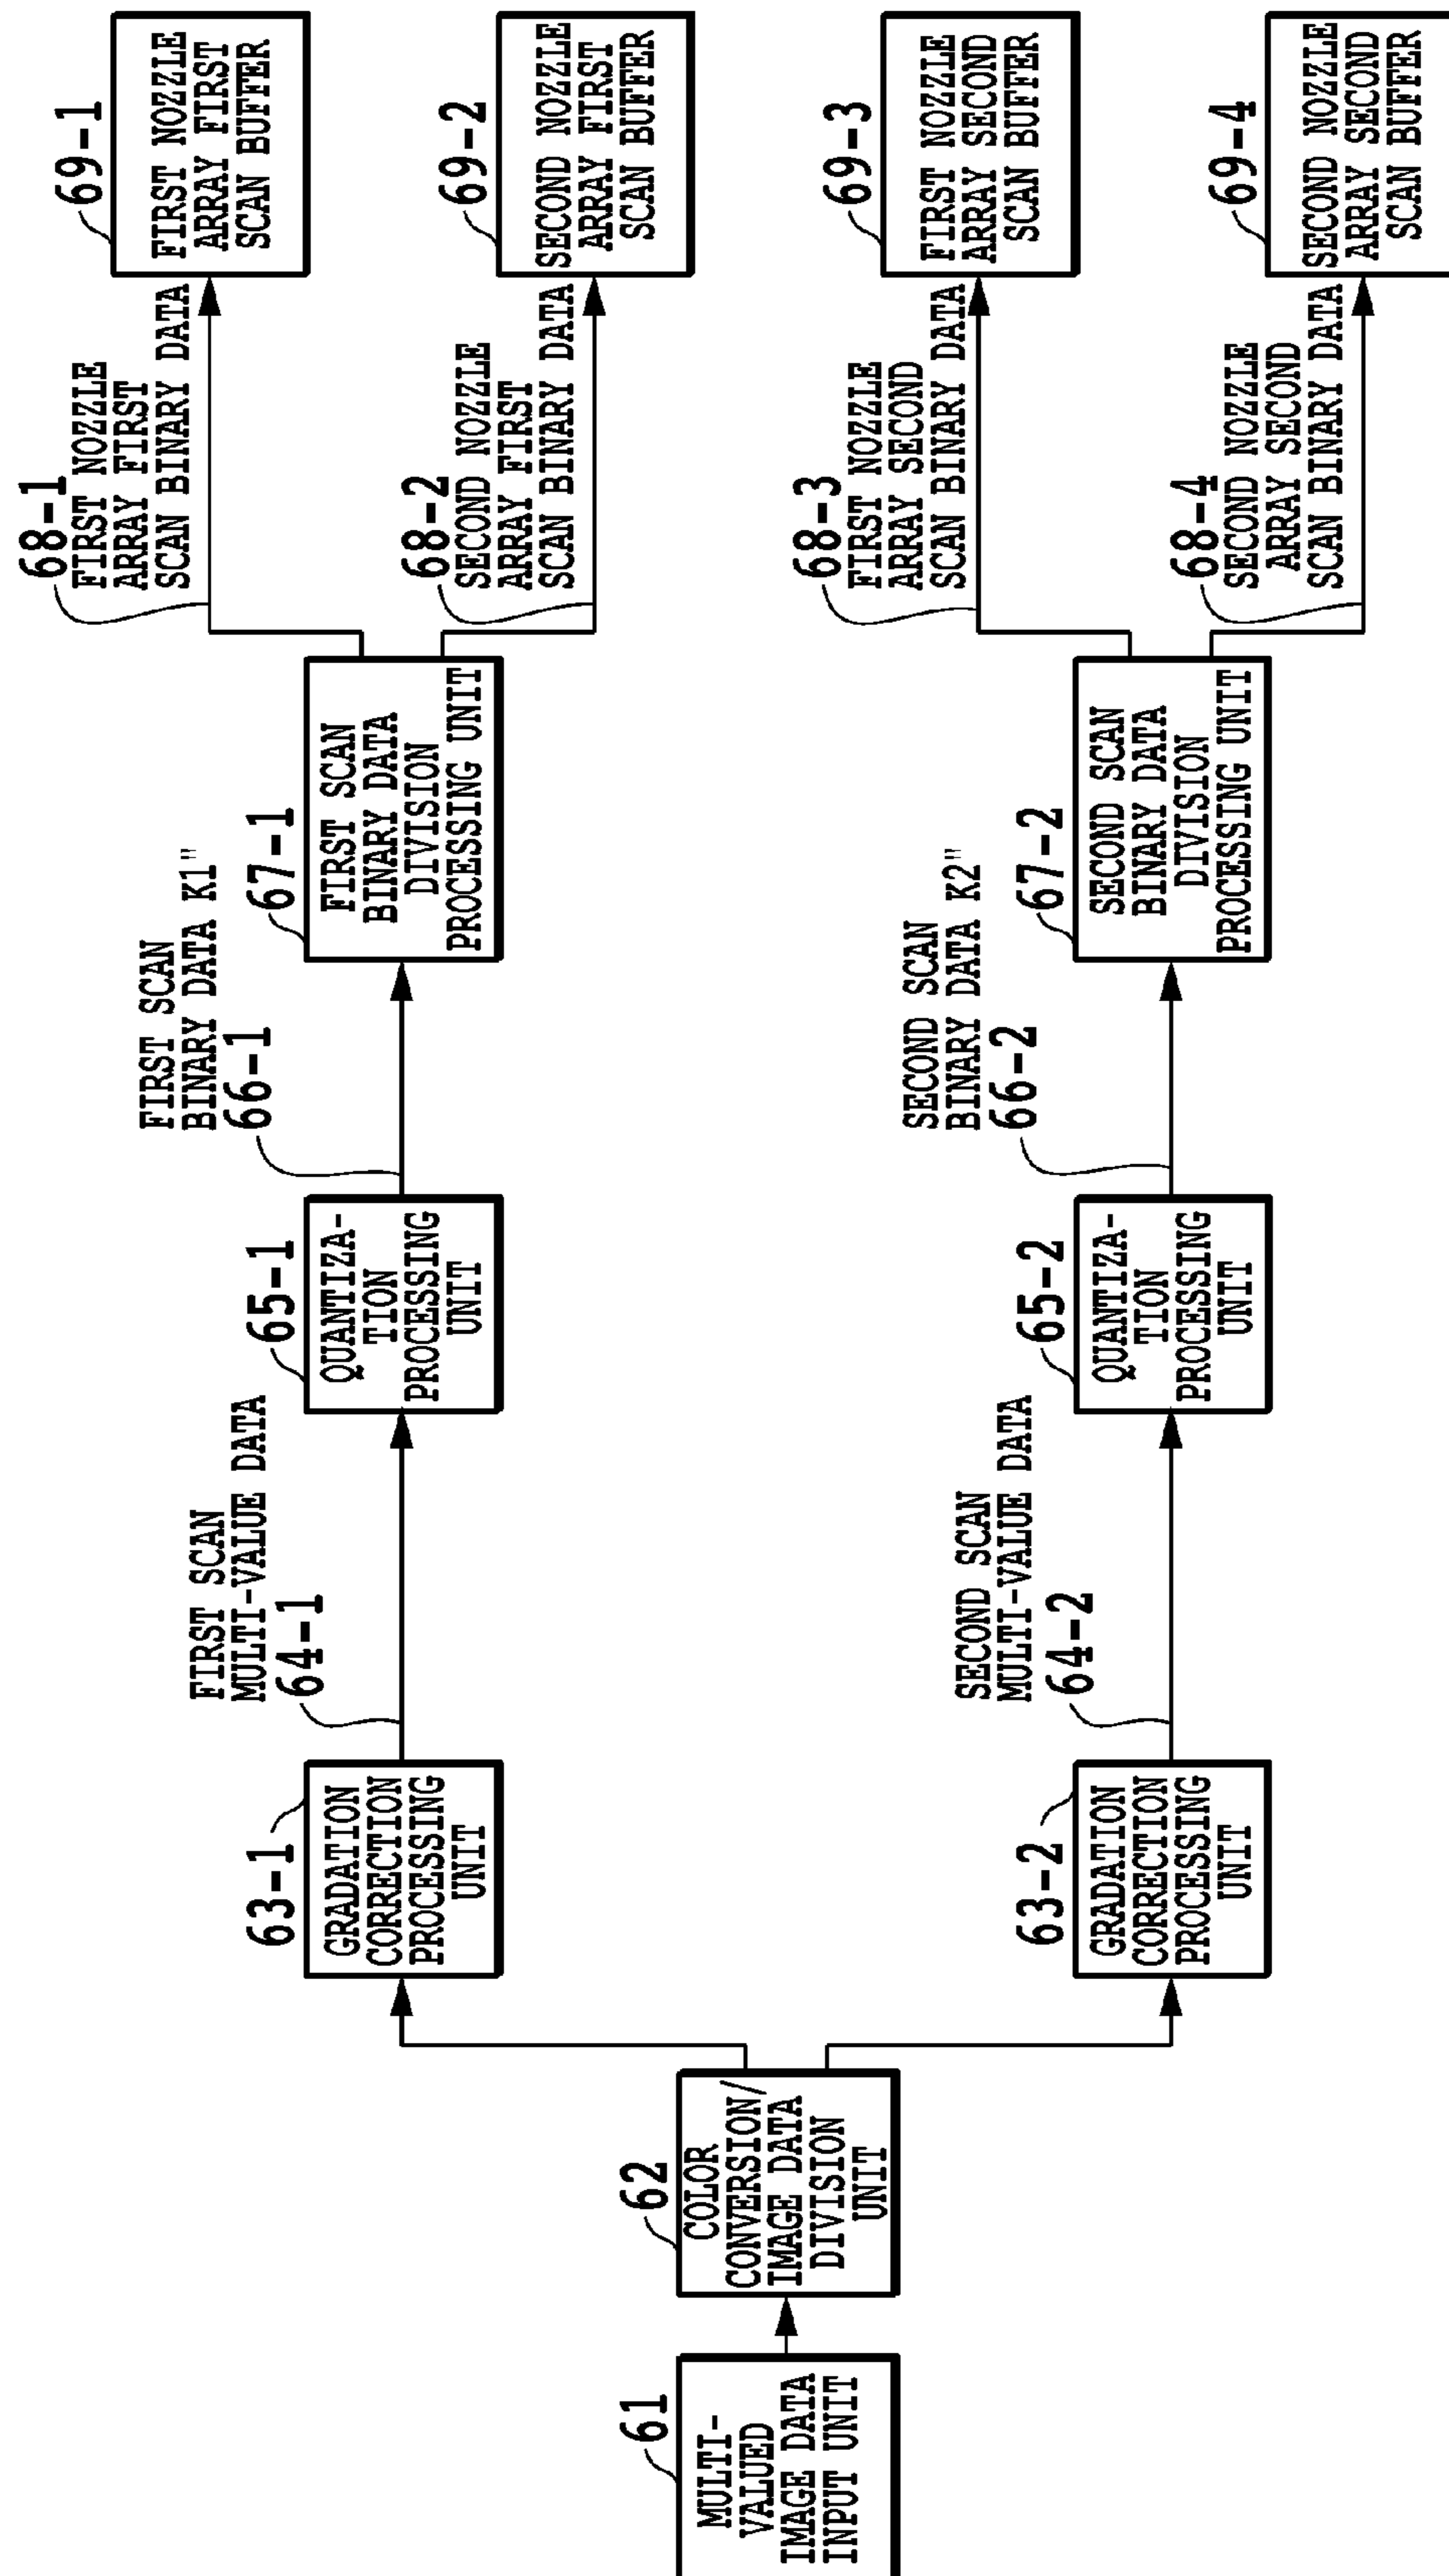 61
MULTI-
VALUED
IMAGE DATA
INPUT UNIT
62
COLOR
CONVERSION/
IMAGE DATA
DIVISION
UNIT
63-1
GRADATION
CORRECTION
PROCESSING
UNIT
FIRST SCAN
MULTI-VALUE DATA
64-1
65-1
QUANTIZA-
TION
PROCESSING
UNIT
FIRST SCAN
BINARY DATA K1"
66-1
67-1
FIRST SCAN
BINARY DATA
DIVISION
PROCESSING UNIT
68-1
FIRST NOZZLE
ARRAY FIRST
SCAN BINARY DATA
69-1
FIRST NOZZLE
ARRAY FIRST
SCAN BUFFER
68-2
SECOND NOZZLE
ARRAY FIRST
SCAN BINARY DATA
69-2
SECOND NOZZLE
ARRAY FIRST
SCAN BUFFER
63-2
GRADATION
CORRECTION
PROCESSING
UNIT
SECOND SCAN
MULTI-VALUE DATA
64-2
65-2
QUANTIZA-
TION
PROCESSING
UNIT
SECOND SCAN
BINARY DATA K2"
66-2
67-2
SECOND SCAN
BINARY DATA
DIVISION
PROCESSING UNIT
68-3
FIRST NOZZLE
ARRAY SECOND
SCAN BINARY DATA
69-3
FIRST NOZZLE
ARRAY SECOND
SCAN BUFFER
68-4
SECOND NOZZLE
ARRAY SECOND
SCAN BINARY DATA
69-4
SECOND NOZZLE
ARRAY SECOND
SCAN BUFFER